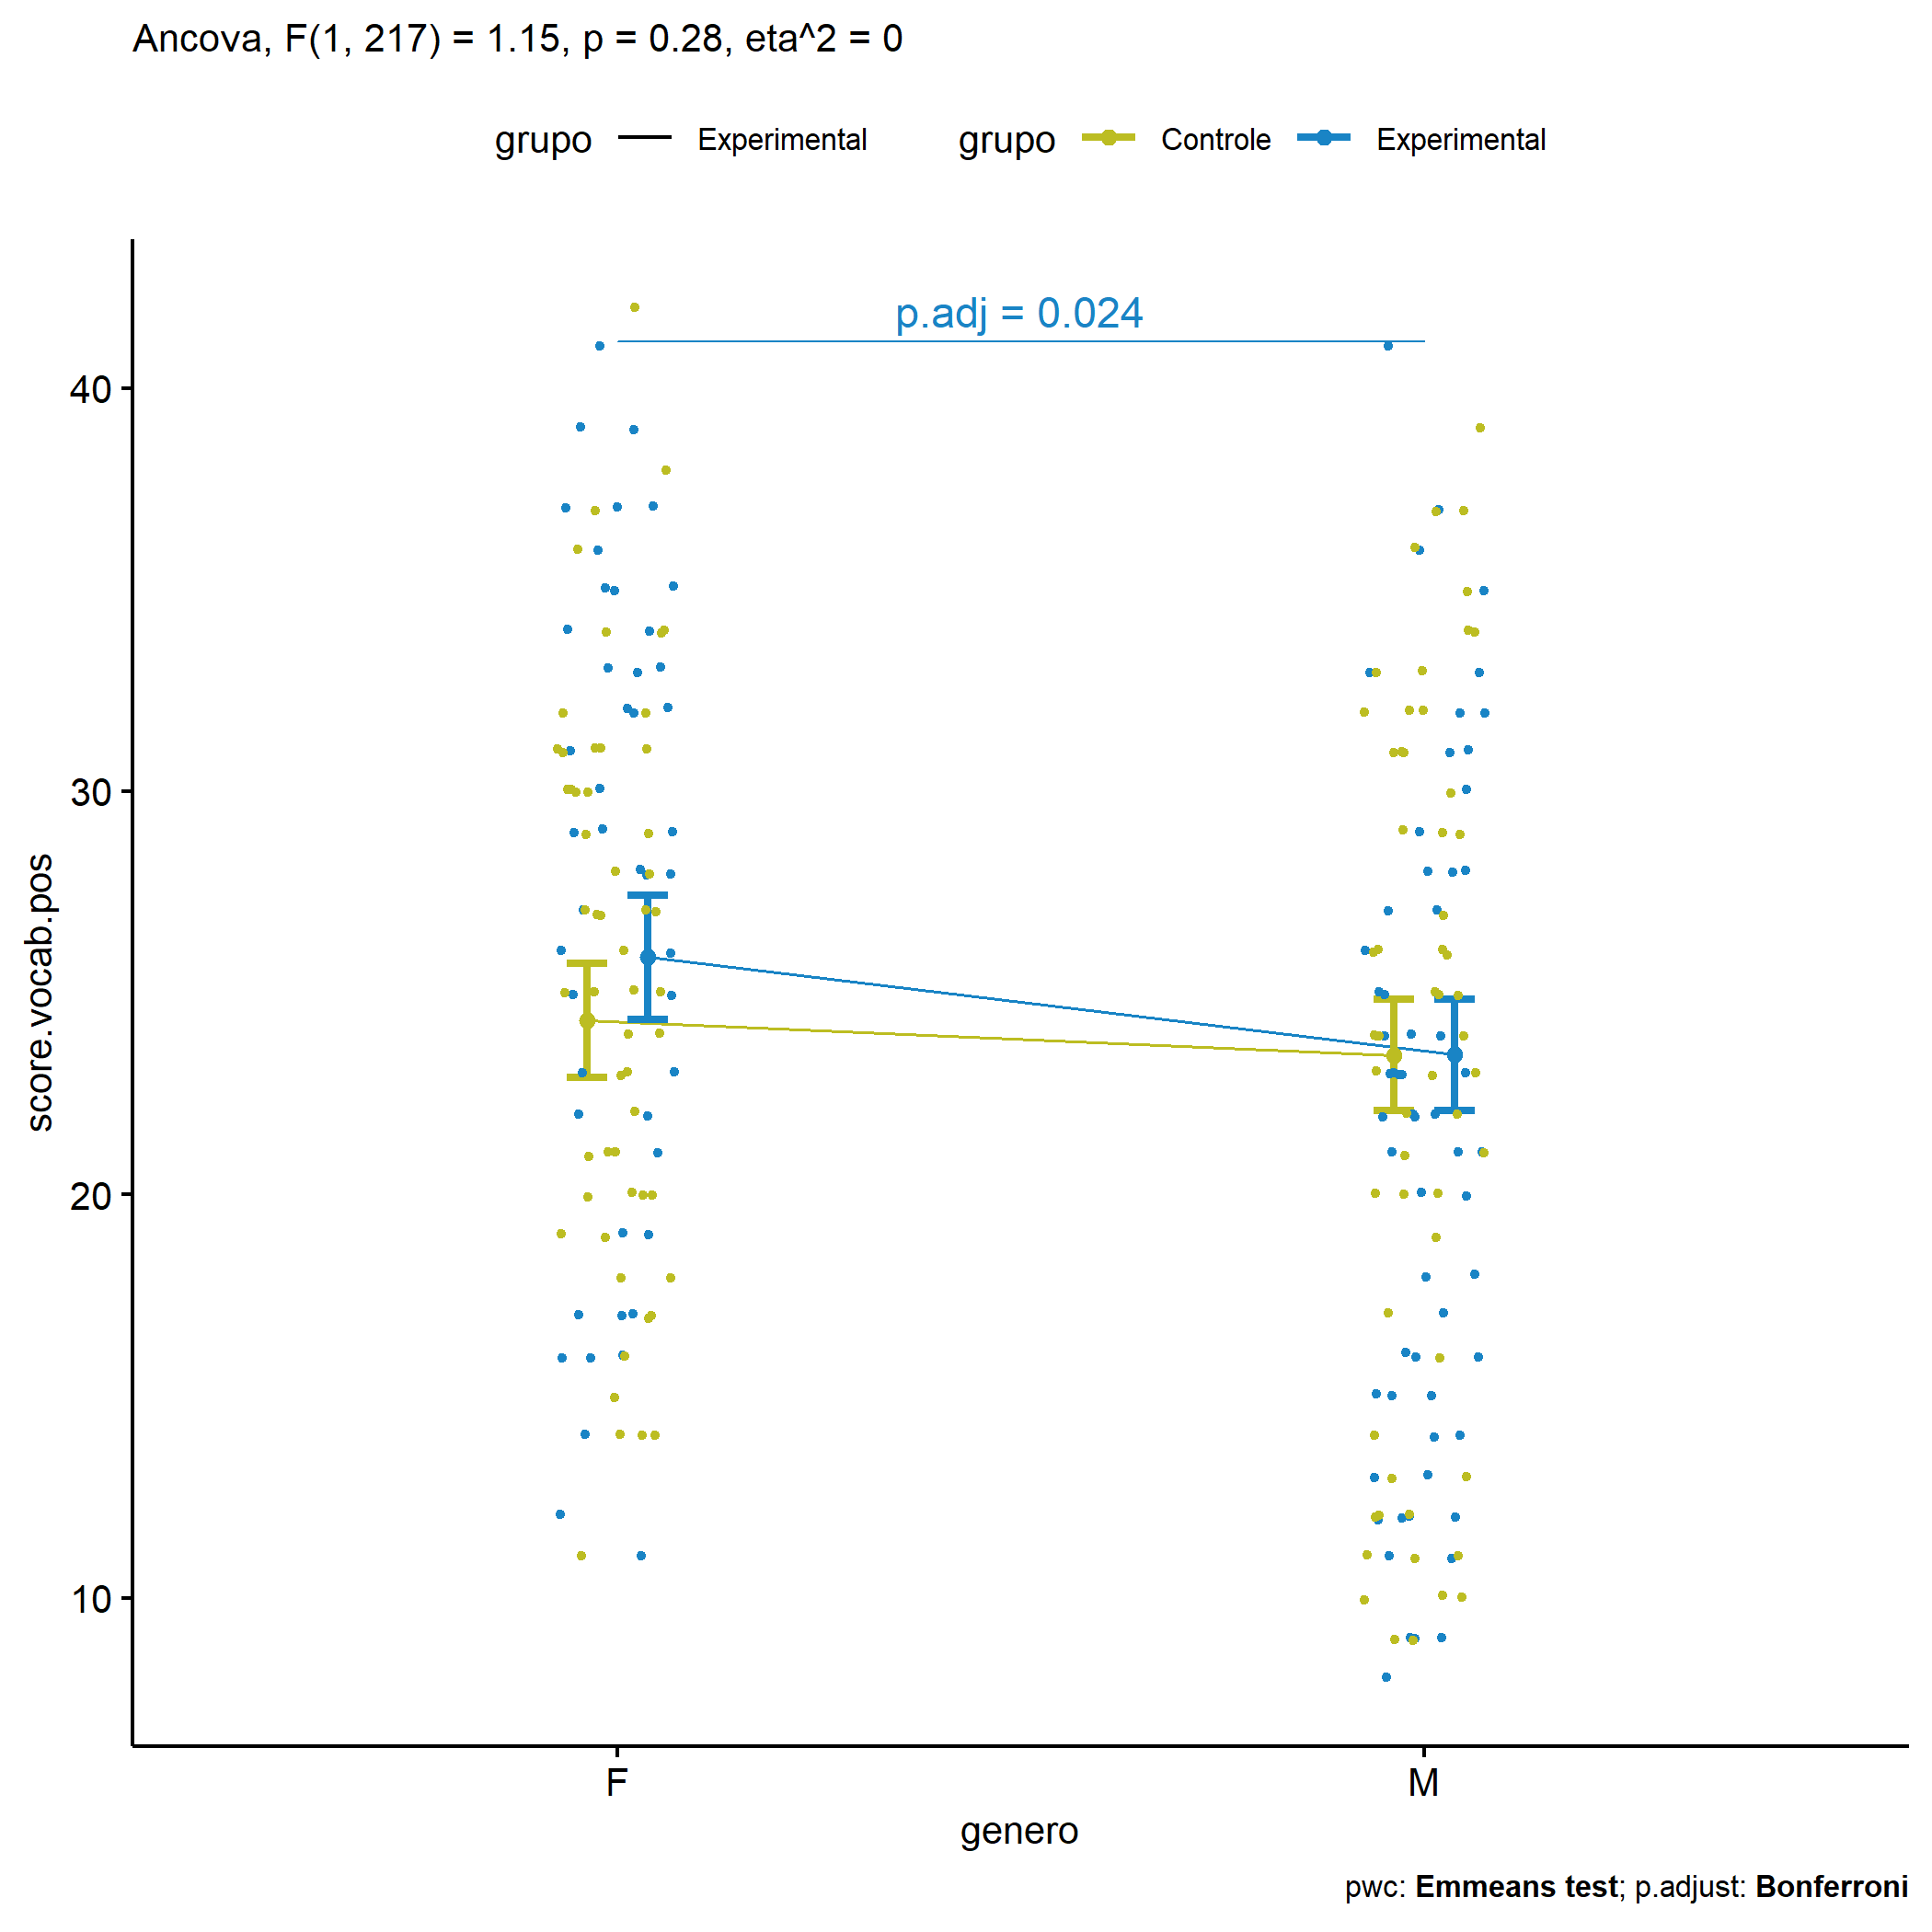 Ancova, F(1, 217) = 1.15, p = 0.28, eta^2 = 0
grupo Experimental grupo Controle Experimental
p.adj = 0.024
40
30
20
10
score.vocab.pos
F M
genero
pwc: Emmeans test; p.adjust: Bonferroni